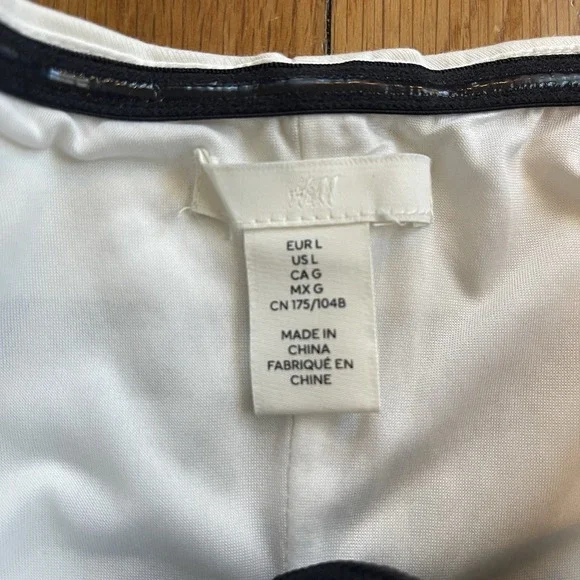 EUR L
US L
CA G
MX G
CN 175/104B
MADE IN
CHINA
FABRIQUÉ EN
CHINE